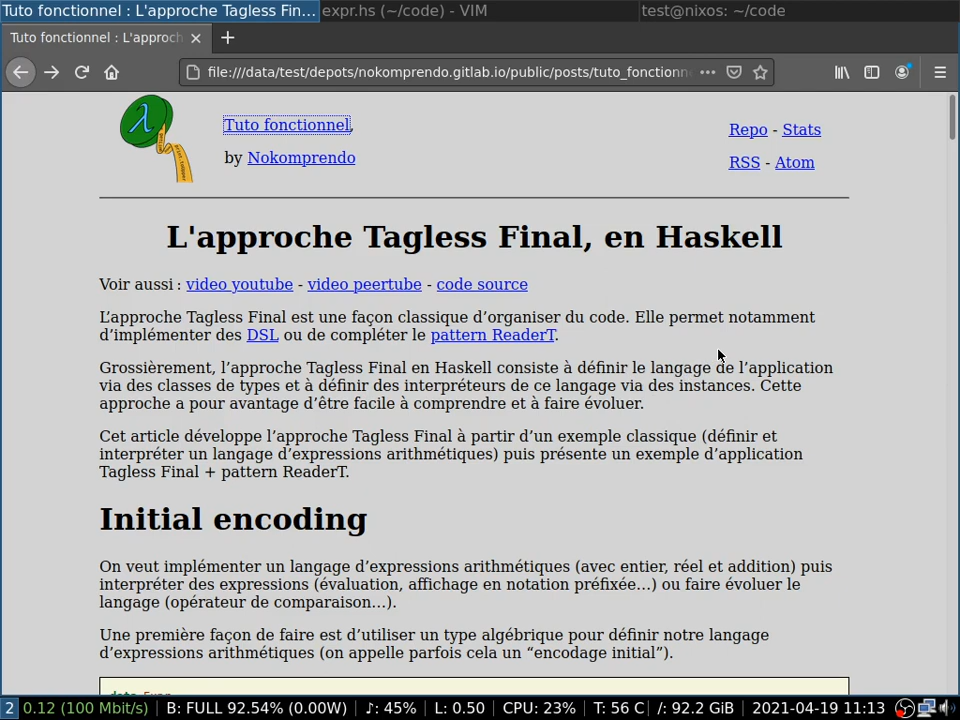 Tuto fonctionnel : L'approche Tagless Fin... expr.hs (~/code) - VIM test@nixos: ~/code
Tuto fonctionnel : L'approch
file:///data/test/depots/nokomprendo.gitlab.io/public/posts/tuto_fonctionn
Tuto fonctionnel,
by Nokomprendo
Repo - Stats
RSS - Atom
L'approche Tagless Final, en Haskell
Voir aussi : video youtube - video peertube - code source
L’approche Tagless Final est une façon classique d’organiser du code. Elle permet notamment
d’implémenter des DSL ou de compléter le pattern ReaderT.
Grossièrement, l’approche Tagless Final en Haskell consiste à définir le langage de l’application
via des classes de types et à définir des interpréteurs de ce langage via des instances. Cette
approche a pour avantage d’être facile à comprendre et à faire évoluer.
Cet article développe l’approche Tagless Final à partir d’un exemple classique (définir et
interpréter un langage d’expressions arithmétiques) puis présente un exemple d’application
Tagless Final + pattern ReaderT.
Initial encoding
On veut implémenter un langage d’expressions arithmétiques (avec entier, réel et addition) puis
interpréter des expressions (évaluation, affichage en notation préfixée…) ou faire évoluer le
langage (opérateur de comparaison…).
Une première façon de faire est d’utiliser un type algébrique pour définir notre langage
d’expressions arithmétiques (on appelle parfois cela un “encodage initial”).
2 0.12 (100 Mbit/s) B: FULL 92.54% (0.00W) ♪: 45% L: 0.50 CPU: 23% T: 56 C /: 92.2 GiB 2021-04-19 11:13